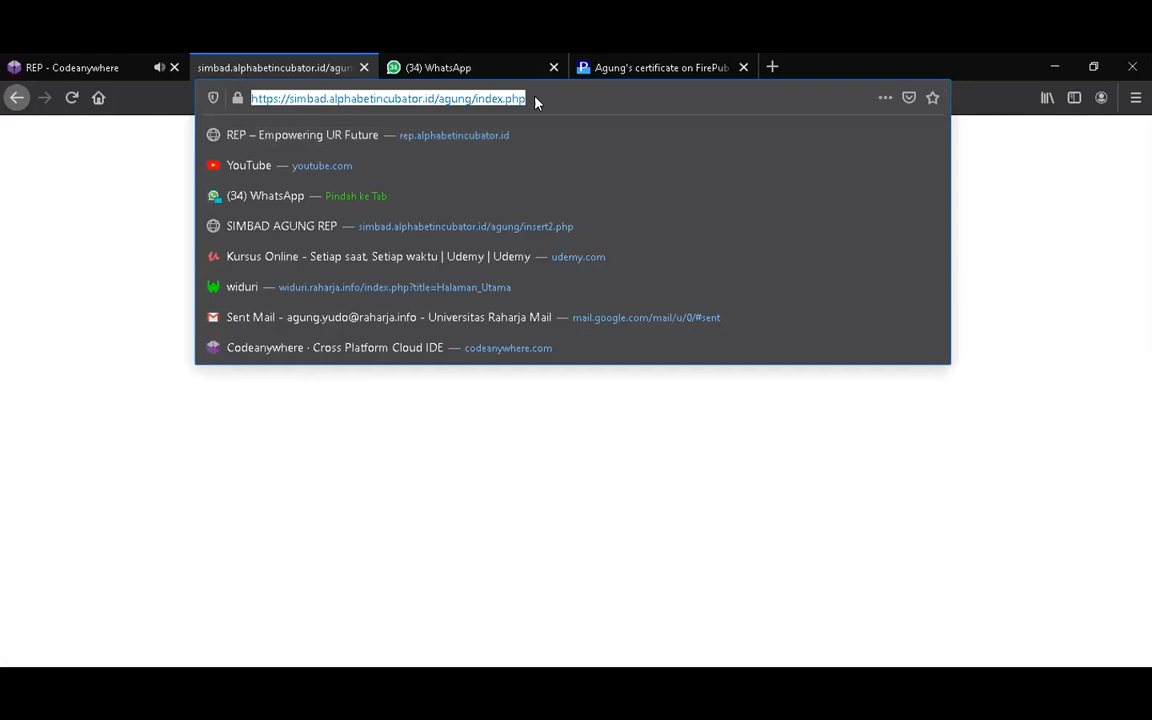 REP - Codeanywhere
simbad.alphabetincubator.id/agun
(34) WhatsApp
Agung's certificate on FirePub
https://simbad.alphabetincubator.id/agung/index.php
REP – Empowering UR Future — rep.alphabetincubator.id
YouTube — youtube.com
(34) WhatsApp — Pindah ke Tab
SIMBAD AGUNG REP — simbad.alphabetincubator.id/agung/insert2.php
Kursus Online - Setiap saat, Setiap waktu | Udemy | Udemy — udemy.com
widuri — widuri.raharja.info/index.php?title=Halaman_Utama
Sent Mail - agung.yudo@raharja.info - Universitas Raharja Mail — mail.google.com/mail/u/0/#sent
Codeanywhere · Cross Platform Cloud IDE — codeanywhere.com